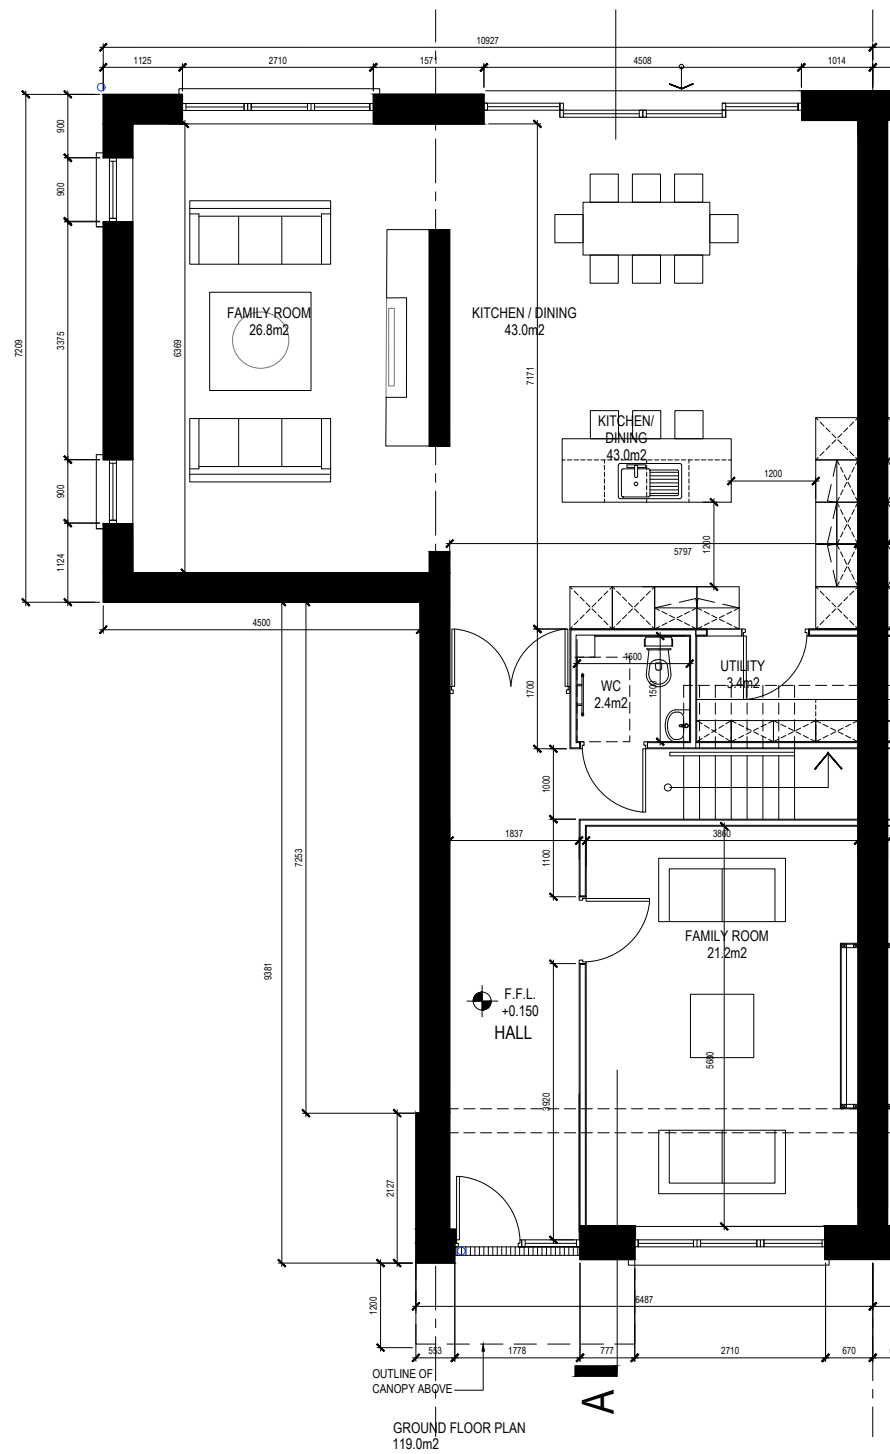 10927
1125
2710
1571
4508
1014
900
900
3375
7209
900
1124
6369
7171
FAMILY ROOM
26.8m2
KITCHEN / DINING
43.0m2
KITCHEN/
DINING
43.0m2
1200
1200
5797
4500
1700
1600
1500
WC
2.4m2
UTILITY
3.4m2
1000
1837
3860
1100
7253
9381
FAMILY ROOM
21.2m2
F.F.L.
+0.150
HALL
5680
3920
2127
1200
6487
553
1778
777
2710
670
OUTLINE OF
CANOPY ABOVE
A
GROUND FLOOR PLAN
119.0m2